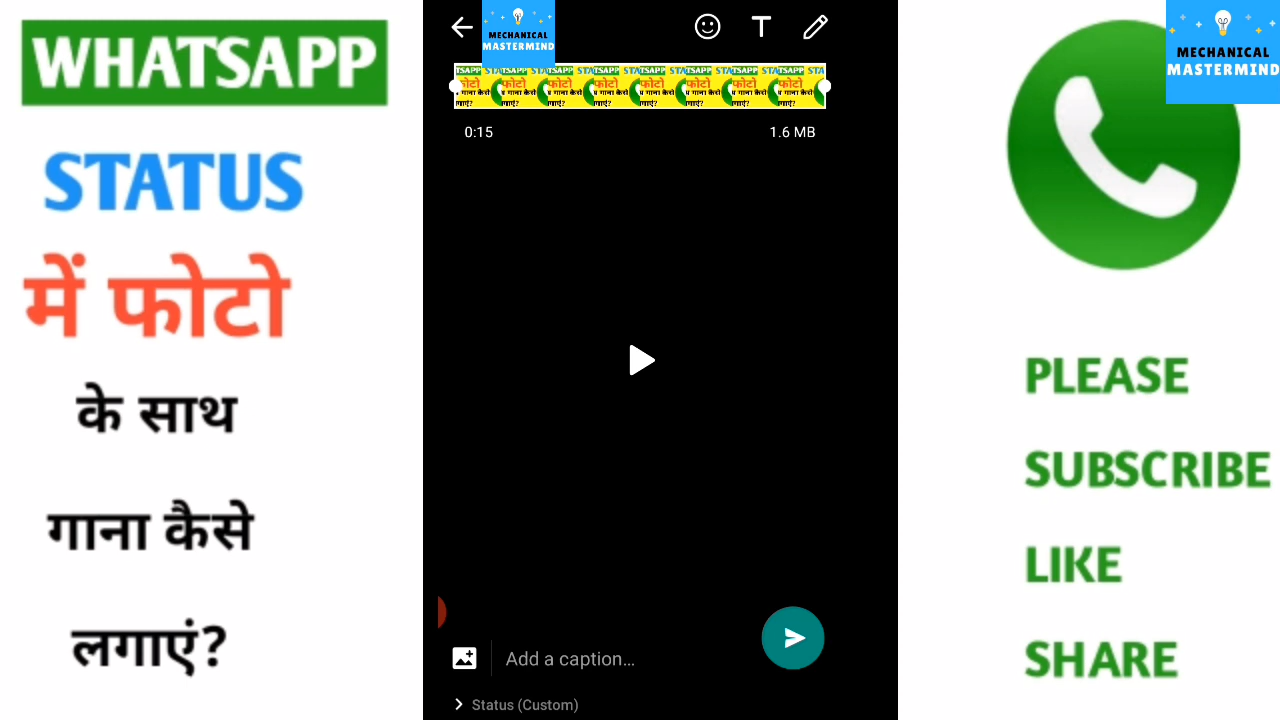 WHATSAPP
STATUS
में फोटो
के साथ
गाना कैसे
लगाएं?
MECHANICAL
MASTERMIND
T
0:15
1.6 MB
Add a caption...
Status (Custom)
MECHANICAL
MASTERMIND
PLEASE
SUBSCRIBE
LIKE
SHARE